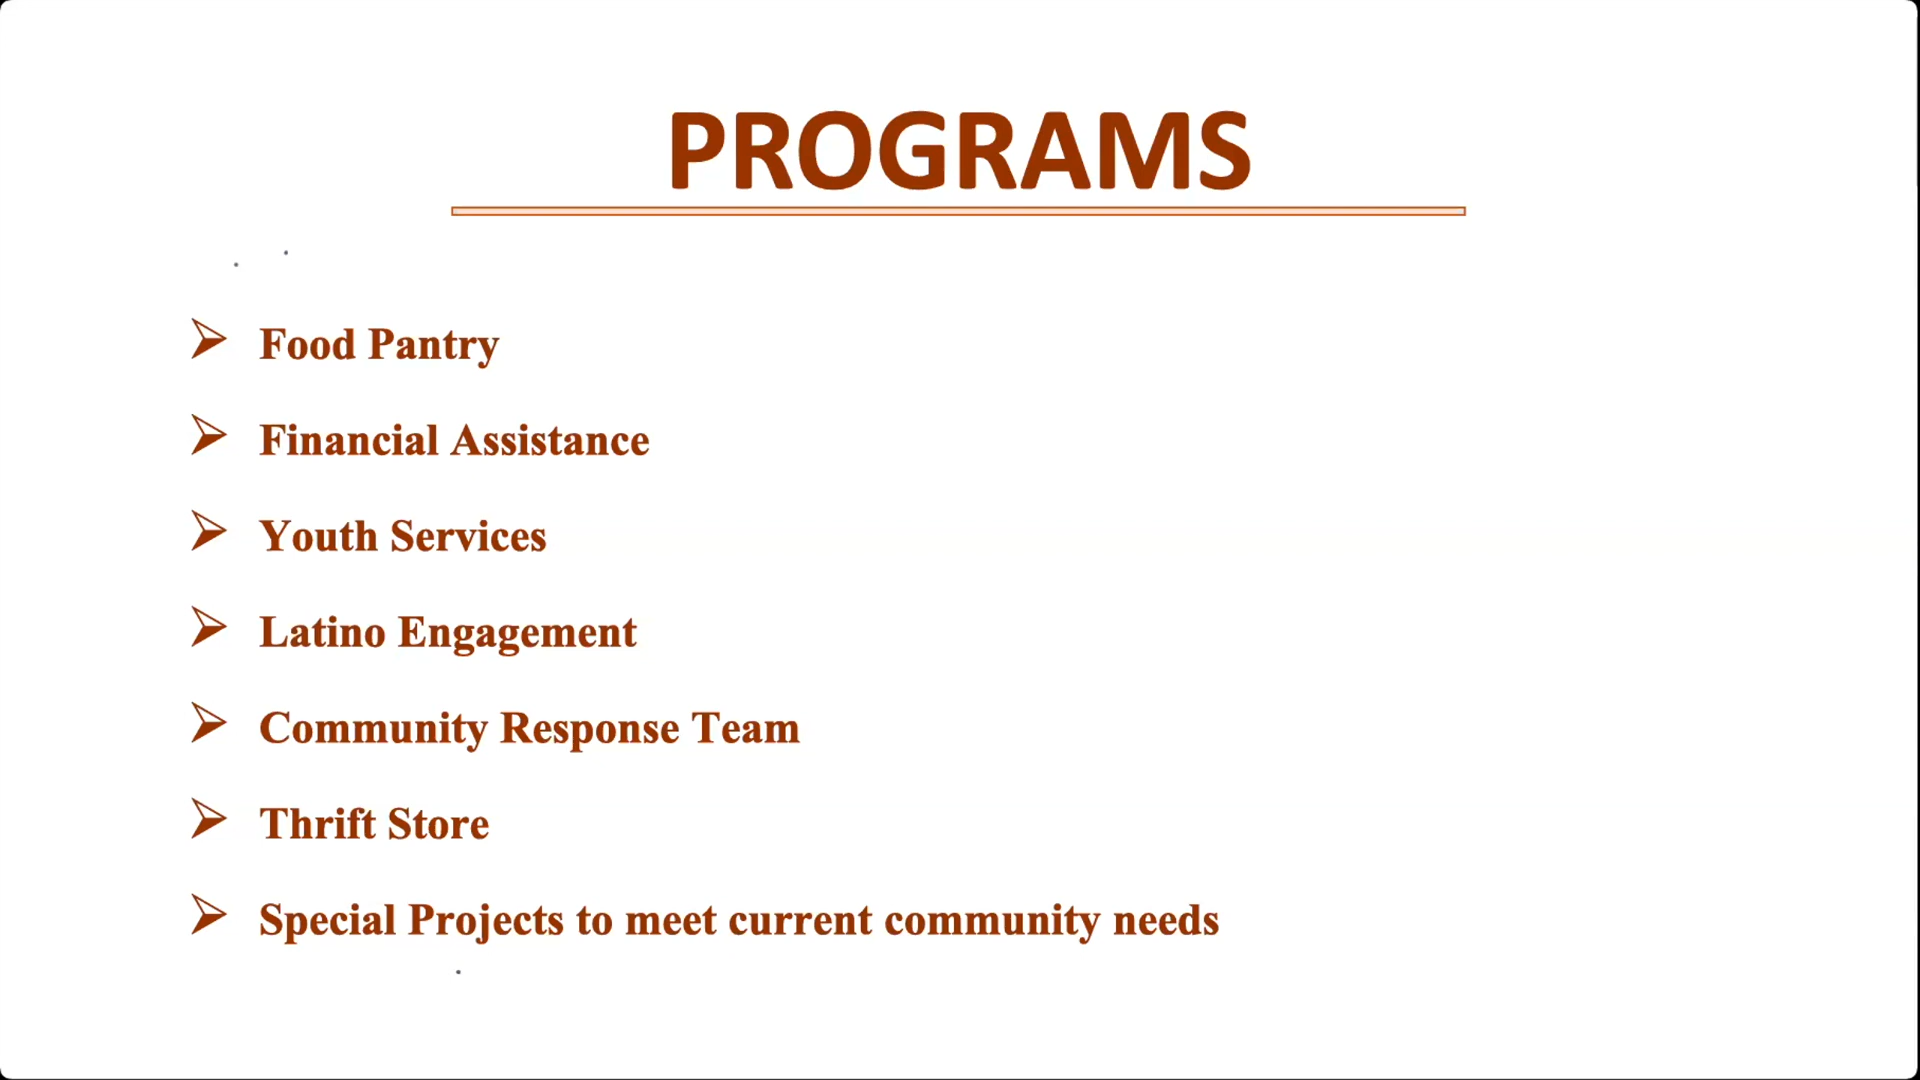 PROGRAMS
Food Pantry
Financial Assistance
Youth Services
Latino Engagement
Community Response Team
Thrift Store
Special Projects to meet current community needs